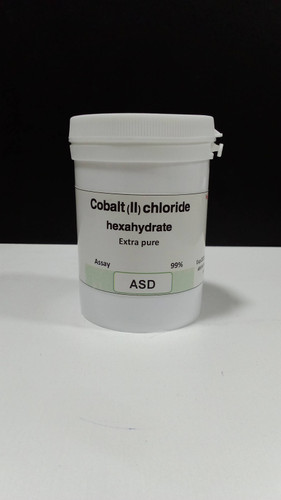 Cobalt (II) chloride
hexahydrate
Extra pure
Assay 99%
ASD